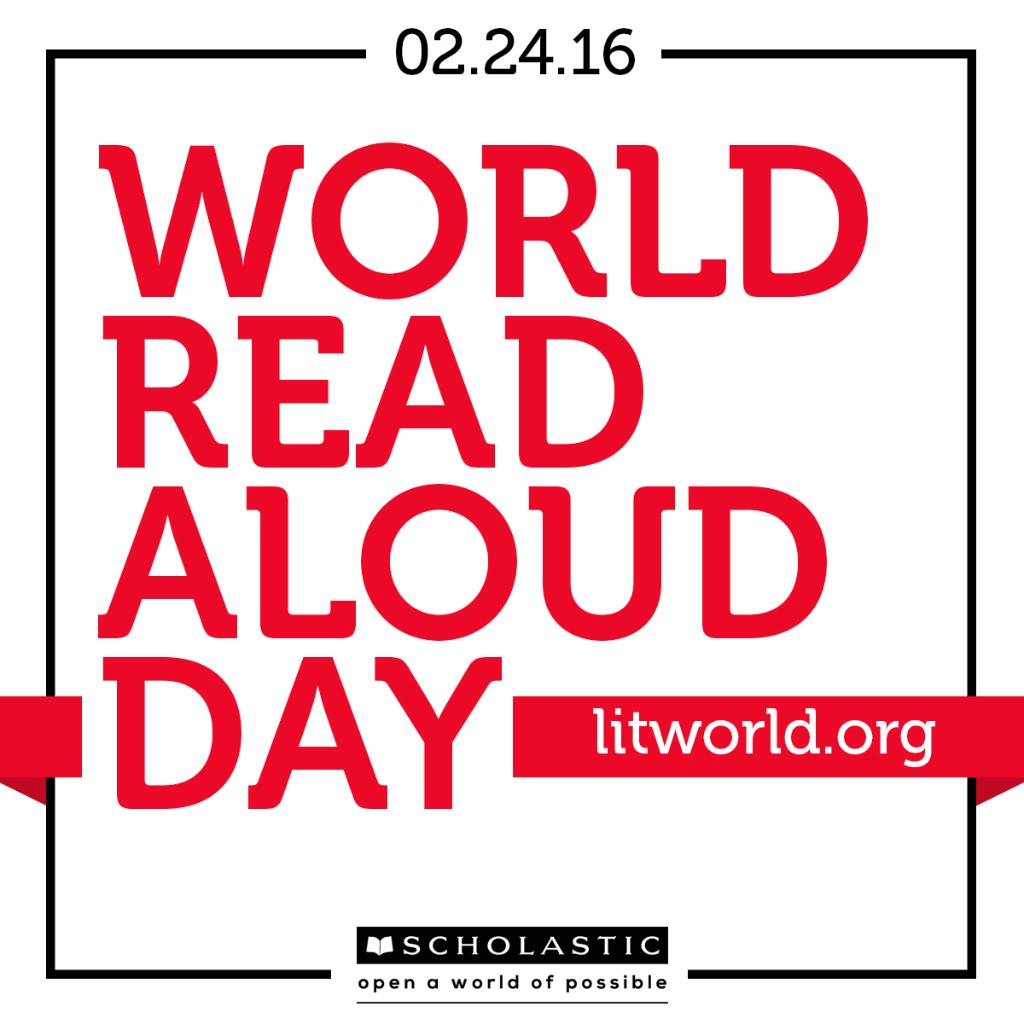 02.24.16
WORLD
READ
ALOUD
DAY
litworld.org
SCHOLASTIC
open a world of possible